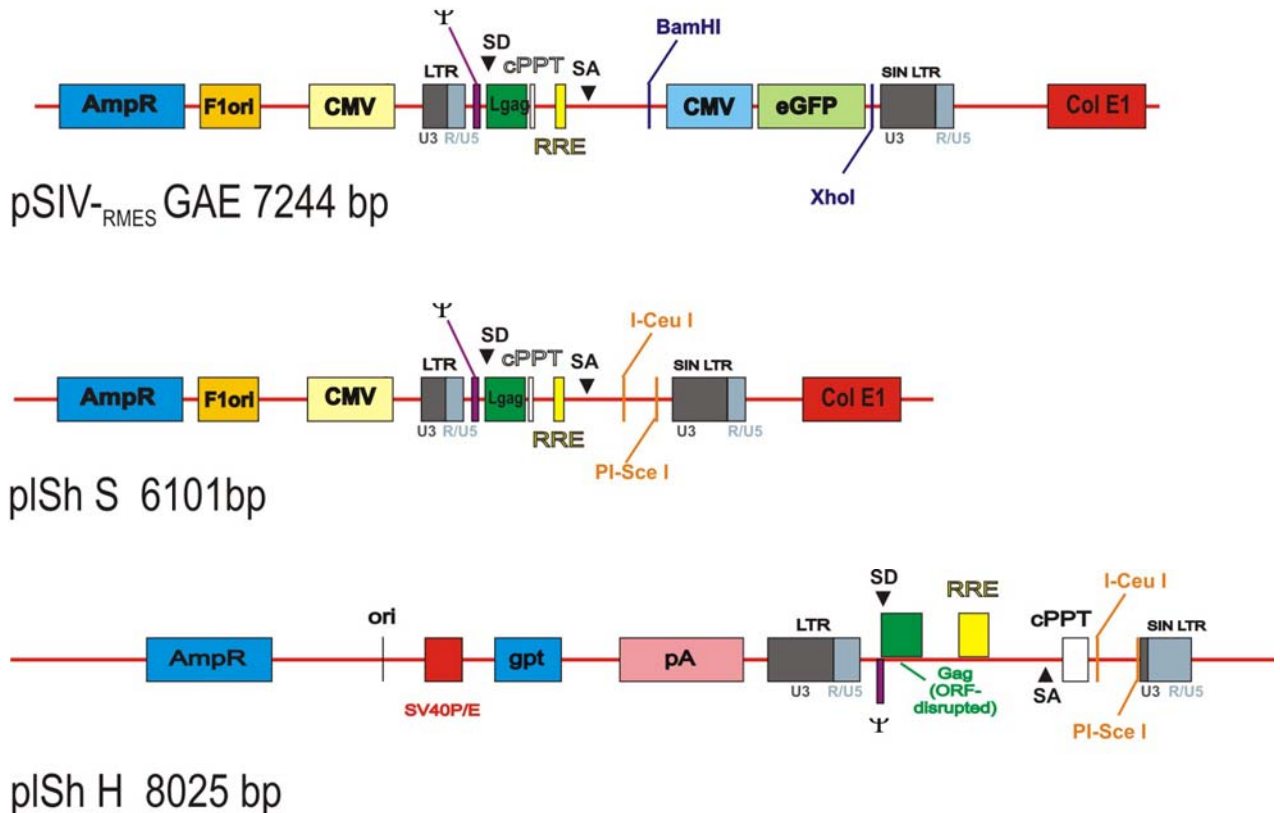 Ψ
BamHI
SD
cPPT
SA
LTR
SIN LTR
AmpR
F1ori
CMV
Lgag
CMV
eGFP
Col E1
U3 R/U5
RRE
U3 R/U5
XhoI
pSIV-RMES GAE 7244 bp
Ψ
I-Ceu I
SD
cPPT
SA
LTR
SIN LTR
AmpR
F1ori
CMV
Lgag
Col E1
U3 R/U5
RRE
U3 R/U5
PI-Sce I
plSh S 6101bp
SD
RRE
I-Ceu I
ori
cPPT
LTR
SIN LTR
AmpR
gpt
pA
SV40P/E
U3 R/U5
Gag
(ORF-
disrupted)
SA
U3 R/U5
Ψ
PI-Sce I
plSh H 8025 bp